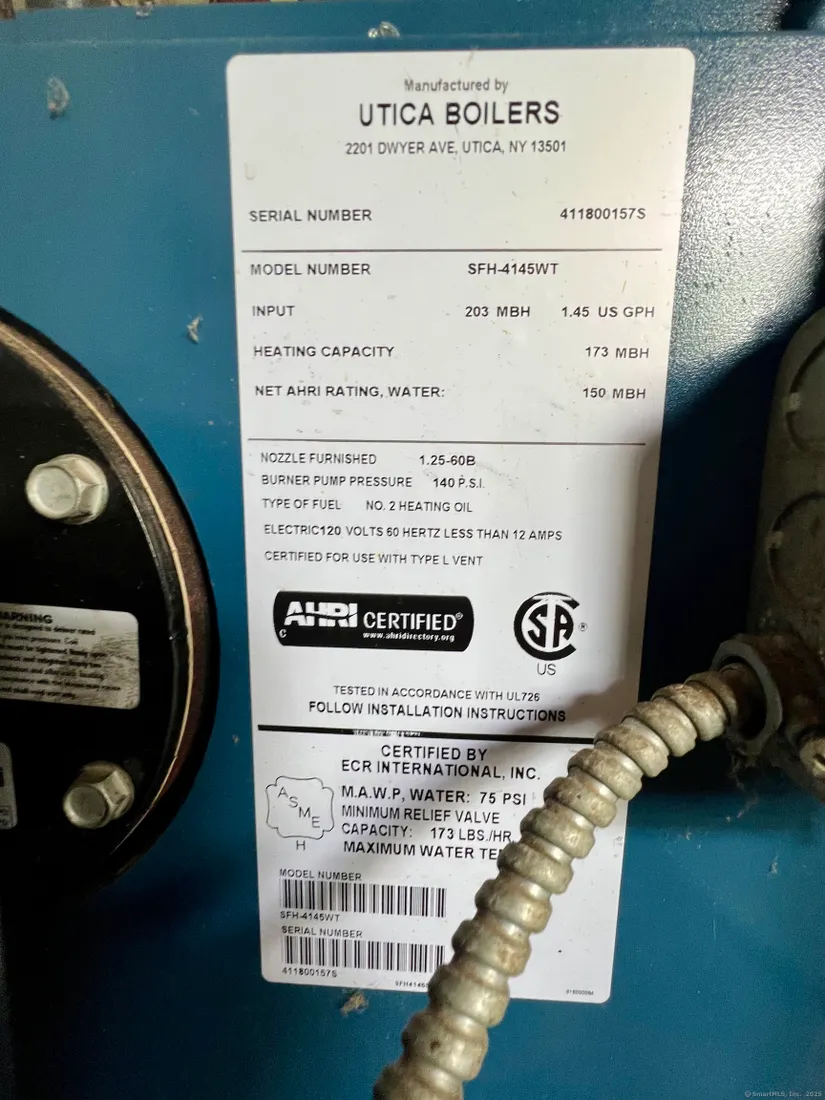 Manufactured by
UTICA BOILERS
2201 DWYER AVE, UTICA, NY 13501
SERIAL NUMBER 411800157S
MODEL NUMBER SFH-4145WT
INPUT 203 MBH 1.45 US GPH
HEATING CAPACITY 173 MBH
NET AHRI RATING, WATER: 150 MBH
NOZZLE FURNISHED 1.25-60B
BURNER PUMP PRESSURE 140 P.S.I.
TYPE OF FUEL NO. 2 HEATING OIL
ELECTRIC120 VOLTS 60 HERTZ LESS THAN 12 AMPS
CERTIFIED FOR USE WITH TYPE L VENT
AHRI CERTIFIED®
C www.ahridirectory.org
SA ®
US
TESTED IN ACCORDANCE WITH UL726
FOLLOW INSTALLATION INSTRUCTIONS
CERTIFIED BY
ECR INTERNATIONAL, INC.
ASME
H
M.A.W.P, WATER: 75 PSI
MINIMUM RELIEF VALVE
CAPACITY: 173 LBS./HR
MAXIMUM WATER TE
MODEL NUMBER
SFH-4145WT
SERIAL NUMBER
411800157S
ARNING
© SmartMLS, Inc. 2025